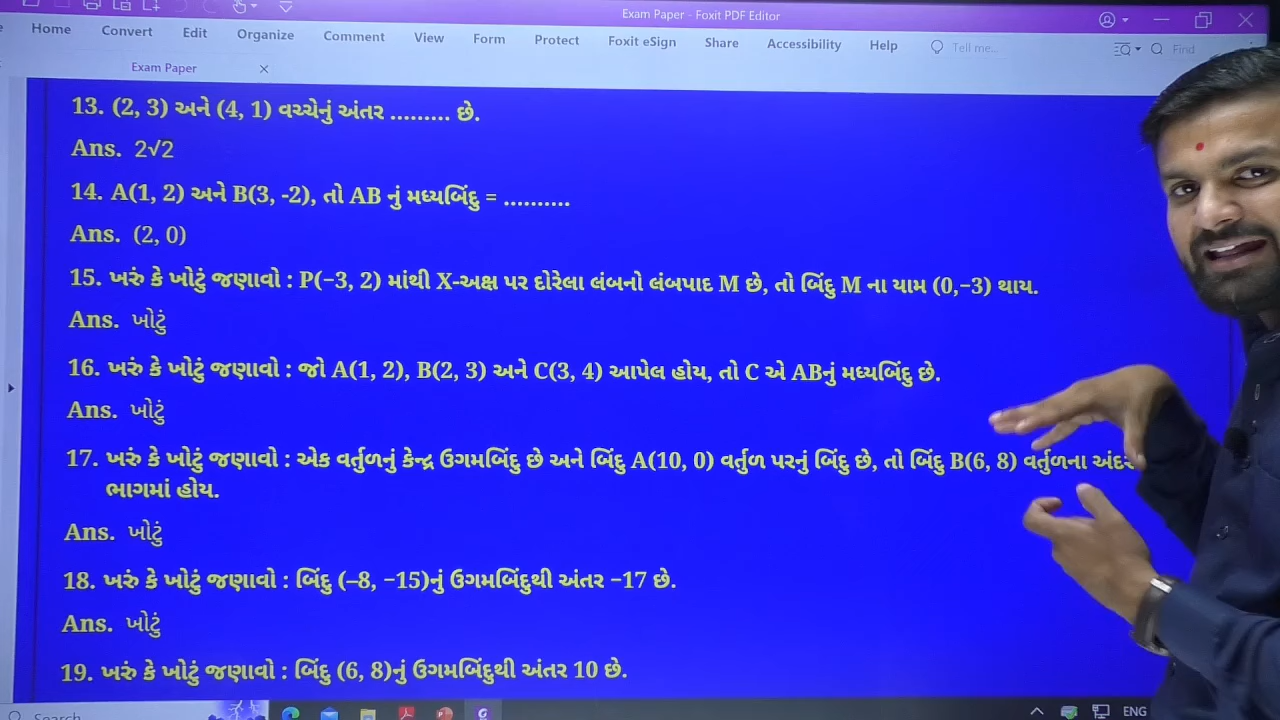 Exam Paper - Foxit PDF Editor
Home Convert Edit Organize Comment View Form Protect Foxit eSign Share Accessibility Help Tell me... Find
Exam Paper
13. (2, 3) અને (4, 1) વચ્ચેનું અંતર ......... છે.
Ans. 2√2
14. A(1, 2) અને B(3, -2), તો AB નું મધ્યબિંદુ = ..........
Ans. (2, 0)
15. ખરું કે ખોટું જણાવો : P(−3, 2) માંથી X-અક્ષ પર દોરેલા લંબનો લંબપાદ M છે, તો બિંદુ M ના યામ (0,−3) થાય.
Ans. ખોટું
16. ખરું કે ખોટું જણાવો : જો A(1, 2), B(2, 3) અને C(3, 4) આપેલ હોય, તો C એ ABનું મધ્યબિંદુ છે.
Ans. ખોટું
17. ખરું કે ખોટું જણાવો : એક વર્તુળનું કેન્દ્ર ઉગમબિંદુ છે અને બિંદુ A(10, 0) વર્તુળ પરનું બિંદુ છે, તો બિંદુ B(6, 8) વર્તુળના અંદર
ભાગમાં હોય.
Ans. ખોટું
18. ખરું કે ખોટું જણાવો : બિંદુ (–8, −15)નું ઉગમબિંદુથી અંતર −17 છે.
Ans. ખોટું
19. ખરું કે ખોટું જણાવો : બિંદુ (6, 8)નું ઉગમબિંદુથી અંતર 10 છે.
Search ENG